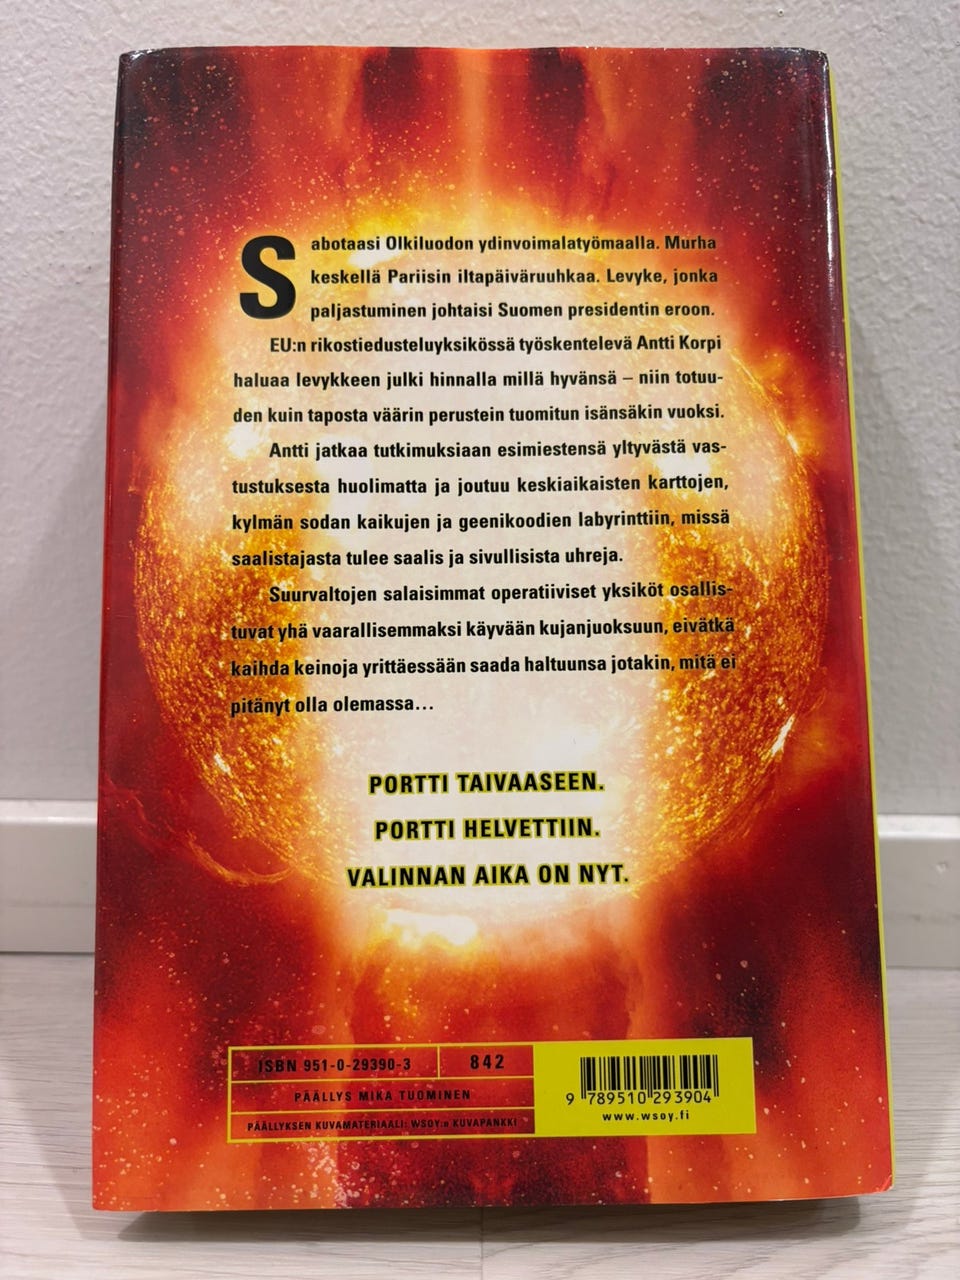 Sabotaasi Olkiluodon ydinvoimalatyömaalla. Murha
keskellä Pariisin iltapäiväruuhkaa. Levyke, jonka
paljastuminen johtaisi Suomen presidentin eroon.
EU:n rikostiedusteluyksikössä työskentelevä Antti Korpi
haluaa levykkeen julki hinnalla millä hyvänsä – niin totuu-
den kuin taposta väärin perustein tuomitun isänsäkin vuoksi.
Antti jatkaa tutkimuksiaan esimiestensä yltyvästä vas-
tustuksesta huolimatta ja joutuu keskiaikaisten karttojen,
kylmän sodan kaikujen ja geenikoodien labyrinttiin, missä
saalistajasta tulee saalis ja sivullisista uhreja.
Suurvaltojen salaisimmat operatiiviset yksiköt osallis-
tuvat yhä vaarallisemmaksi käyvään kujanjuoksuun, eivätkä
kaihda keinoja yrittäessään saada haltuunsa jotakin, mitä ei
pitänyt olla olemassa...
PORTTI TAIVAASEEN.
PORTTI HELVETTIIN.
VALINNAN AIKA ON NYT.
ISBN 951-0-29390-3
842
PÄÄLLYS MIKA TUOMINEN
PÄÄLLYKSEN KUVAMATERIAALI: WSOY:n KUVAPANKKI
9 789510 293904
www.wsoy.fi